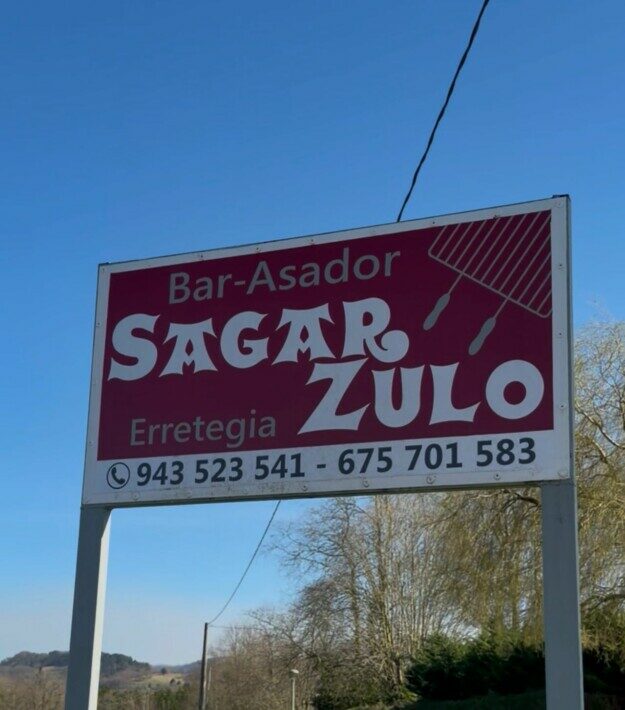 Bar-Asador
SAGAR
ZULO
Erretegia
943 523 541 - 675 701 583